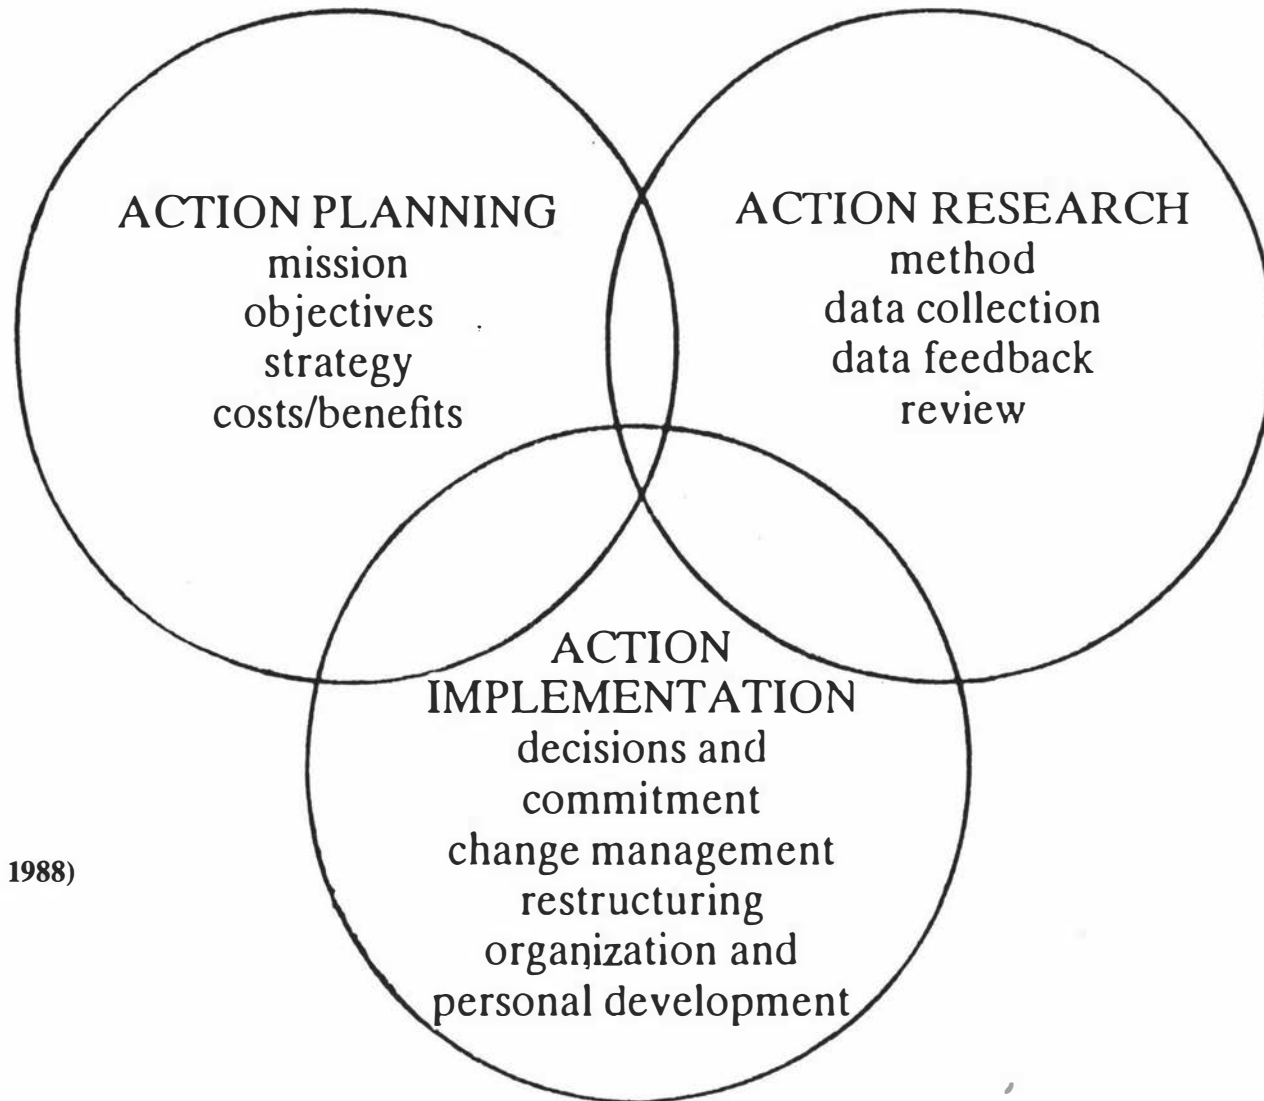 ACTION PLANNING
mission
objectives
strategy
costs/benefits
ACTION RESEARCH
method
data collection
data feedback
review
ACTION
IMPLEMENTATION
decisions and
commitment
change management
restructuring
organization and
personal development
1988)